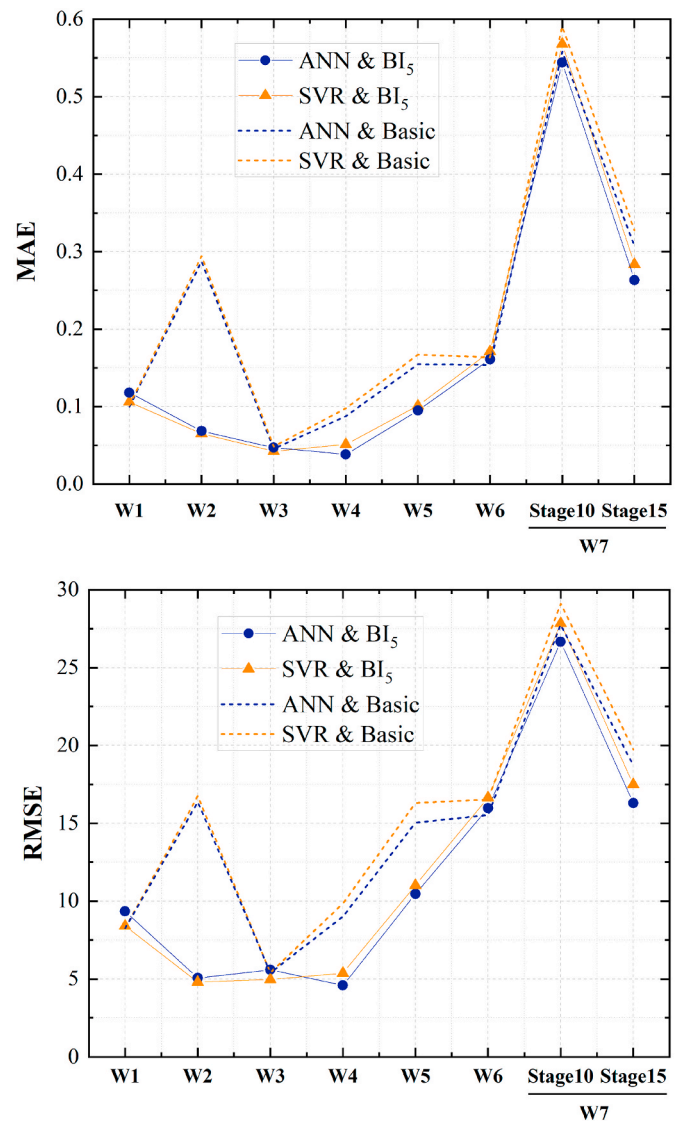 0.6
0.5
0.4
0.3
0.2
0.1
0.0
MAE
ANN & BI₅
SVR & BI₅
ANN & Basic
SVR & Basic
W1 W2 W3 W4 W5 W6 Stage10 Stage15
W7
30
25
20
15
10
5
0
RMSE
ANN & BI₅
SVR & BI₅
ANN & Basic
SVR & Basic
W1 W2 W3 W4 W5 W6 Stage10 Stage15
W7